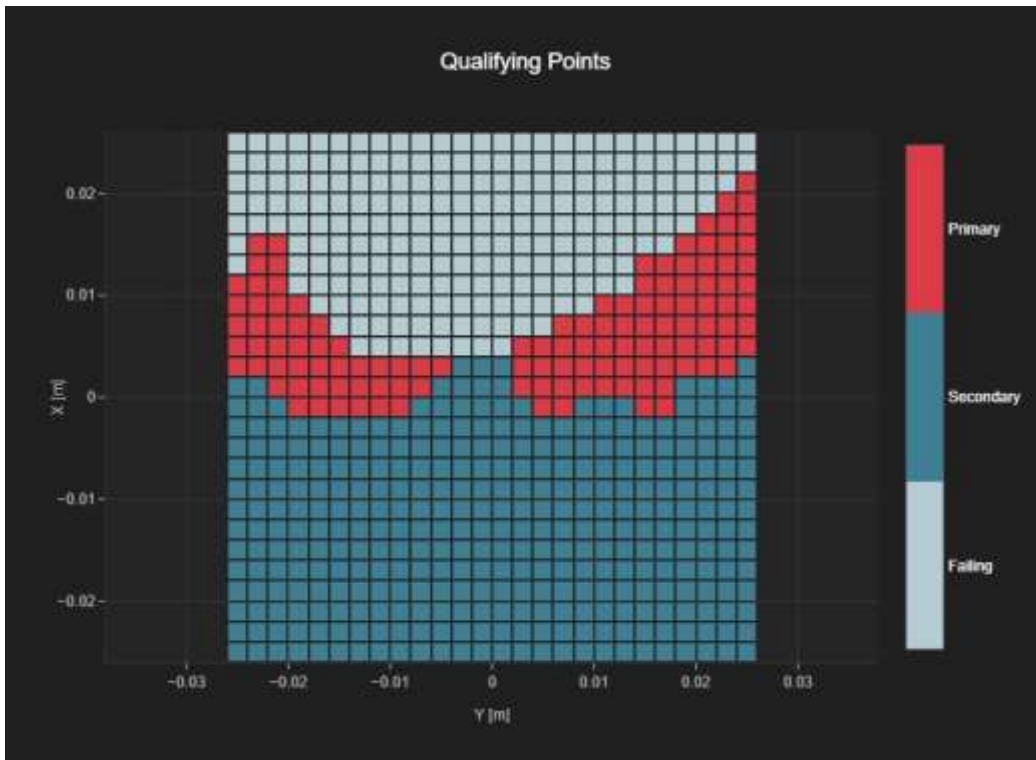 Qualifying Points
0.02
0.01
0
−0.01
−0.02
X [m]
−0.03
−0.02
−0.01
0
0.01
0.02
0.03
Y [m]
Primary
Secondary
Failing